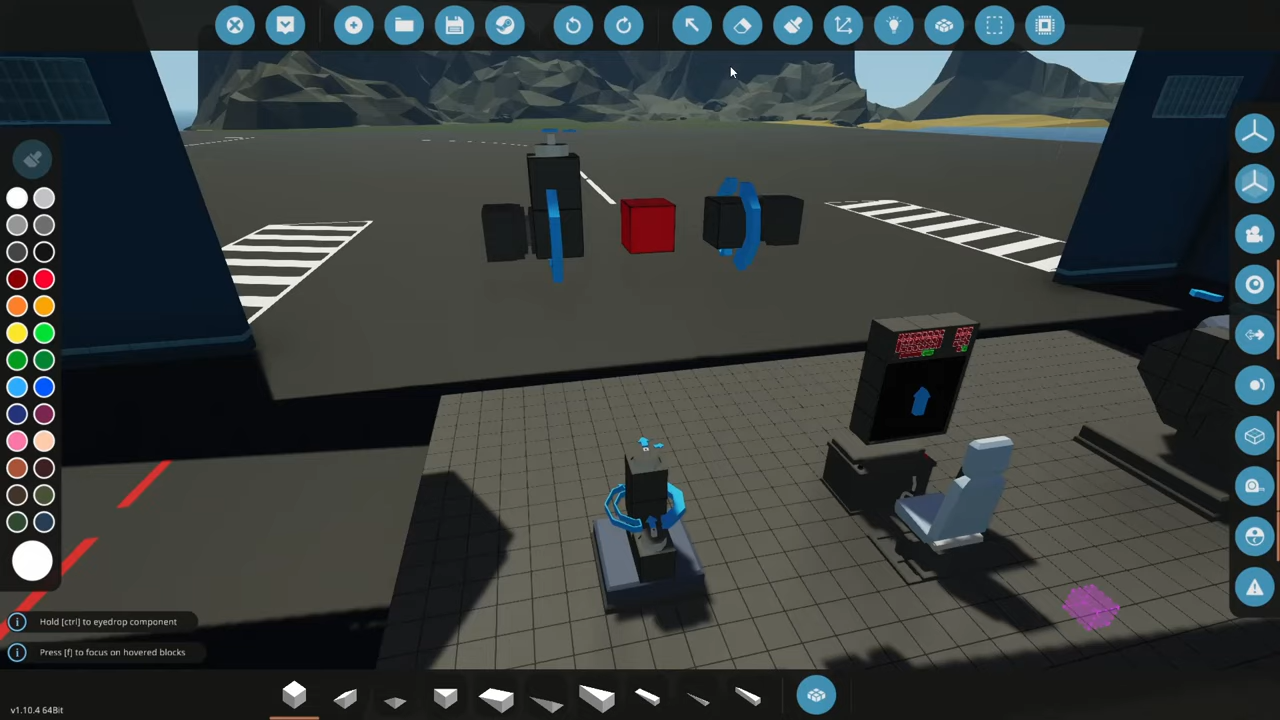 Hold [ctrl] to eyedrop component
Press [f] to focus on hovered blocks
v1.10.4 64Bit